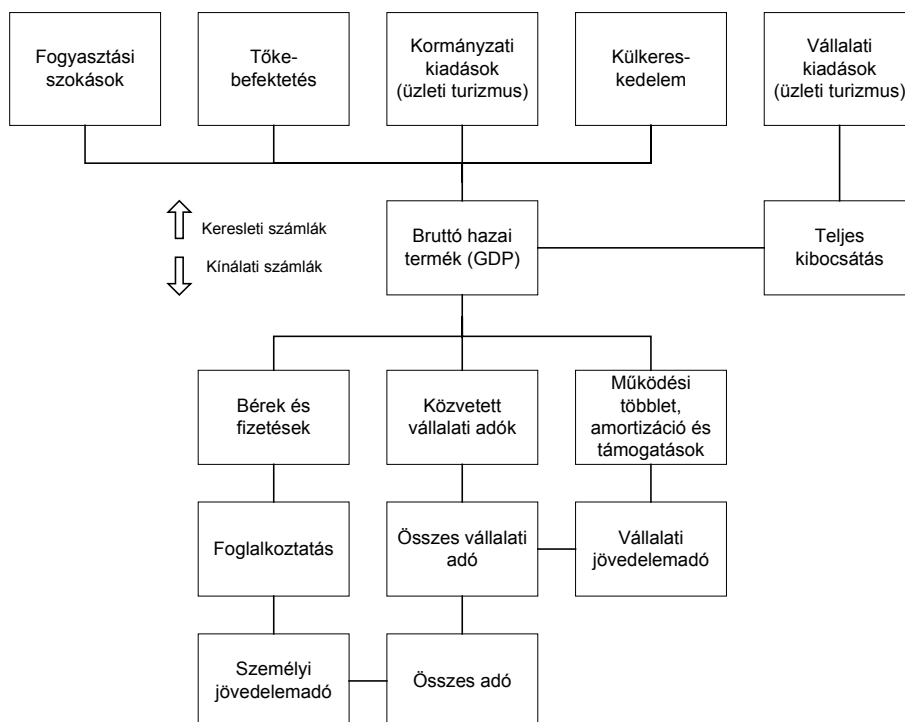 Fogyasztási
szokások
Tőke-
befektetés
Kormányzati
kiadások
(üzleti turizmus)
Külkeres-
kedelem
Vállalati
kiadások
(üzleti turizmus)
Keresleti számlák
Kínálati számlák
Bruttó hazai
termék (GDP)
Teljes
kibocsátás
Bérek és
fizetések
Közvetett
vállalati adók
Működési
többlet,
amortizáció és
támogatások
Foglalkoztatás
Összes vállalati
adó
Vállalati
jövedelemadó
Személyi
jövedelemadó
Összes adó